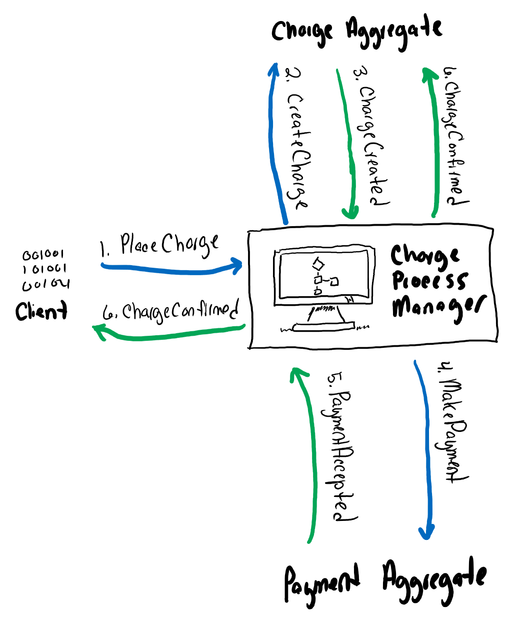 Charge Aggregate
2. CreateCharge
3. ChargeCreated
6. ChargeConfirmed
1. PlaceCharge
001001
101001
Client
6. ChargeConfirmed
Charge
Process
Manager
5. PaymentAccepted
4. MakePayment
Payment Aggregate